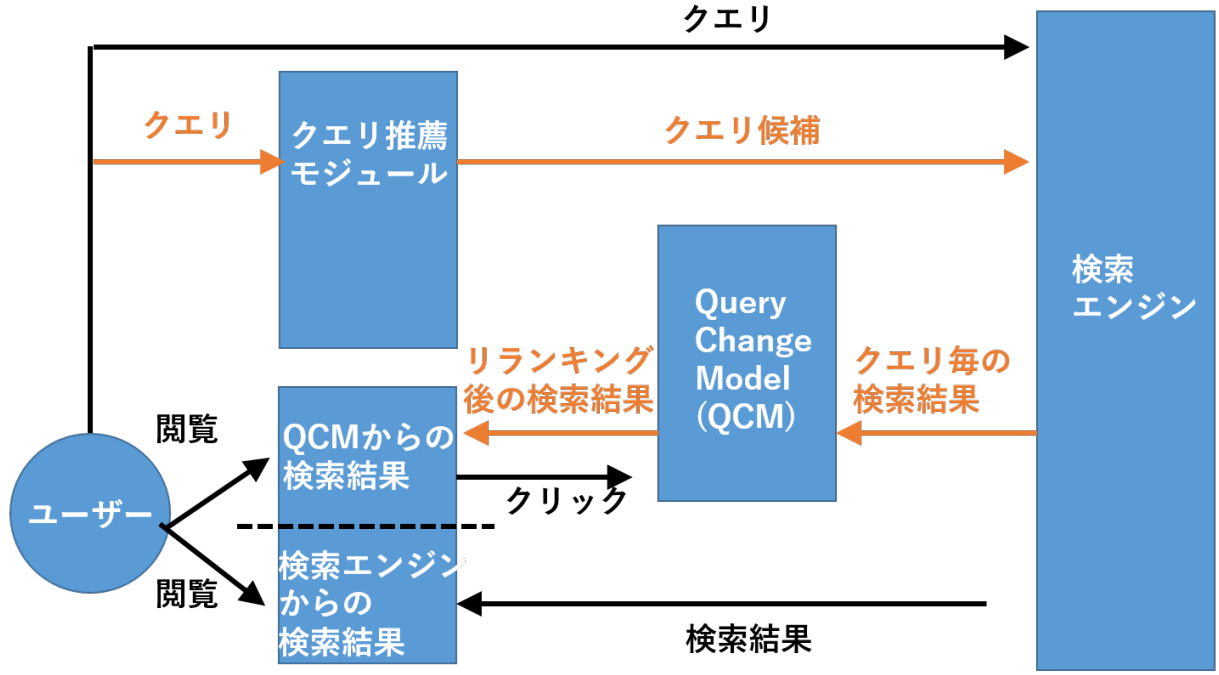 クエリ
クエリ
クエリ推薦
モジュール
クエリ候補
検索
エンジン
Query
Change
Model
(QCM)
リランキング
後の検索結果
クエリ毎の
検索結果
閲覧
QCMからの
検索結果
クリック
ユーザー
閲覧
検索エンジン
からの
検索結果
検索結果